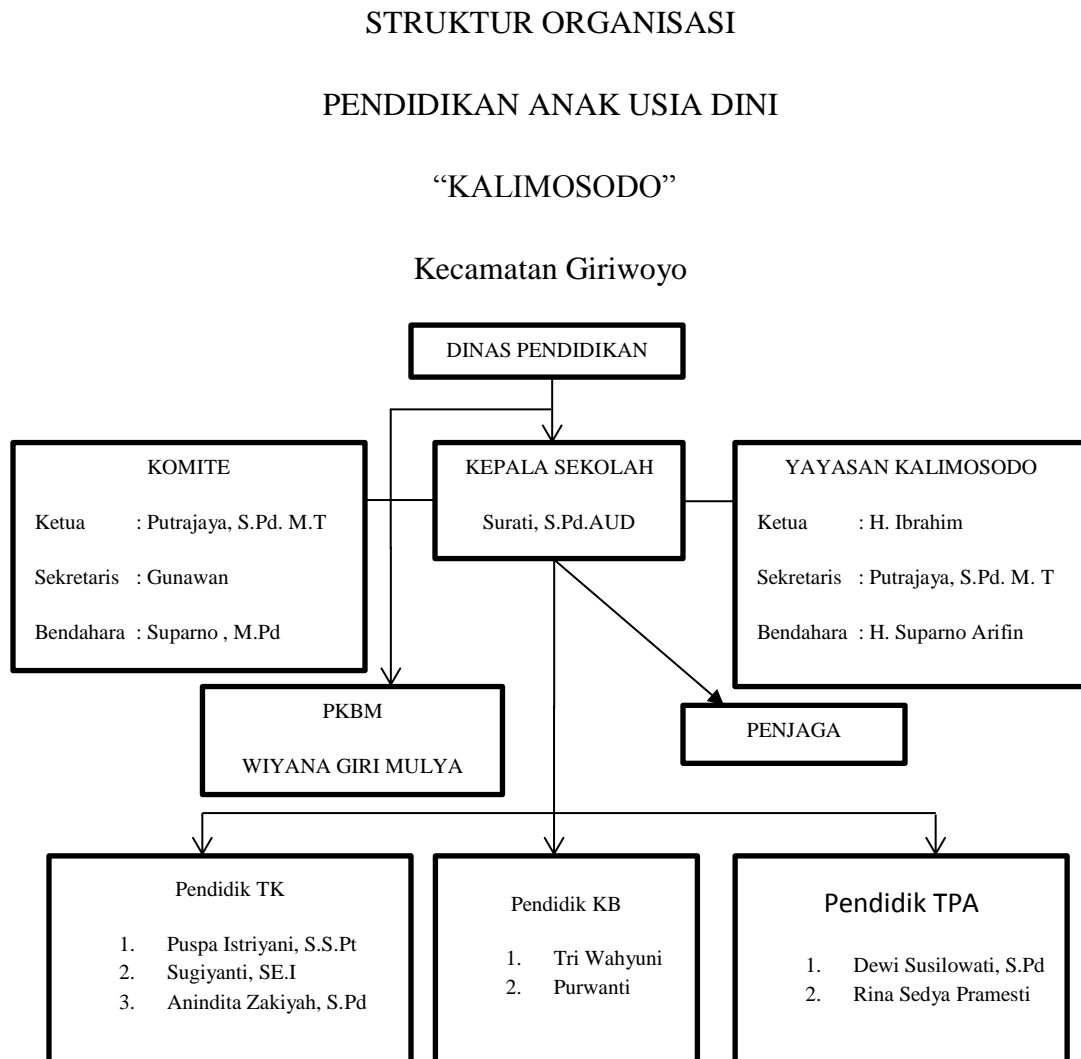 STRUKTUR ORGANISASI
PENDIDIKAN ANAK USIA DINI
“KALIMOSODO”
Kecamatan Giriwoyo
DINAS PENDIDIKAN
KOMITE
Ketua : Putrajaya, S.Pd. M.T
Sekretaris : Gunawan
Bendahara : Suparno , M.Pd
KEPALA SEKOLAH
Surati, S.Pd.AUD
YAYASAN KALIMOSODO
Ketua : H. Ibrahim
Sekretaris : Putrajaya, S.Pd. M. T
Bendahara : H. Suparno Arifin
PKBM
WIYANA GIRI MULYA
PENJAGA
Pendidik TK
1. Puspa Istriyani, S.S.Pt
2. Sugiyanti, SE.I
3. Anindita Zakiyah, S.Pd
Pendidik KB
1. Tri Wahyuni
2. Purwanti
Pendidik TPA
1. Dewi Susilowati, S.Pd
2. Rina Sedya Pramesti